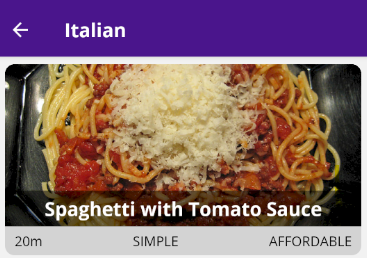 Italian
Spaghetti with Tomato Sauce
20m SIMPLE AFFORDABLE